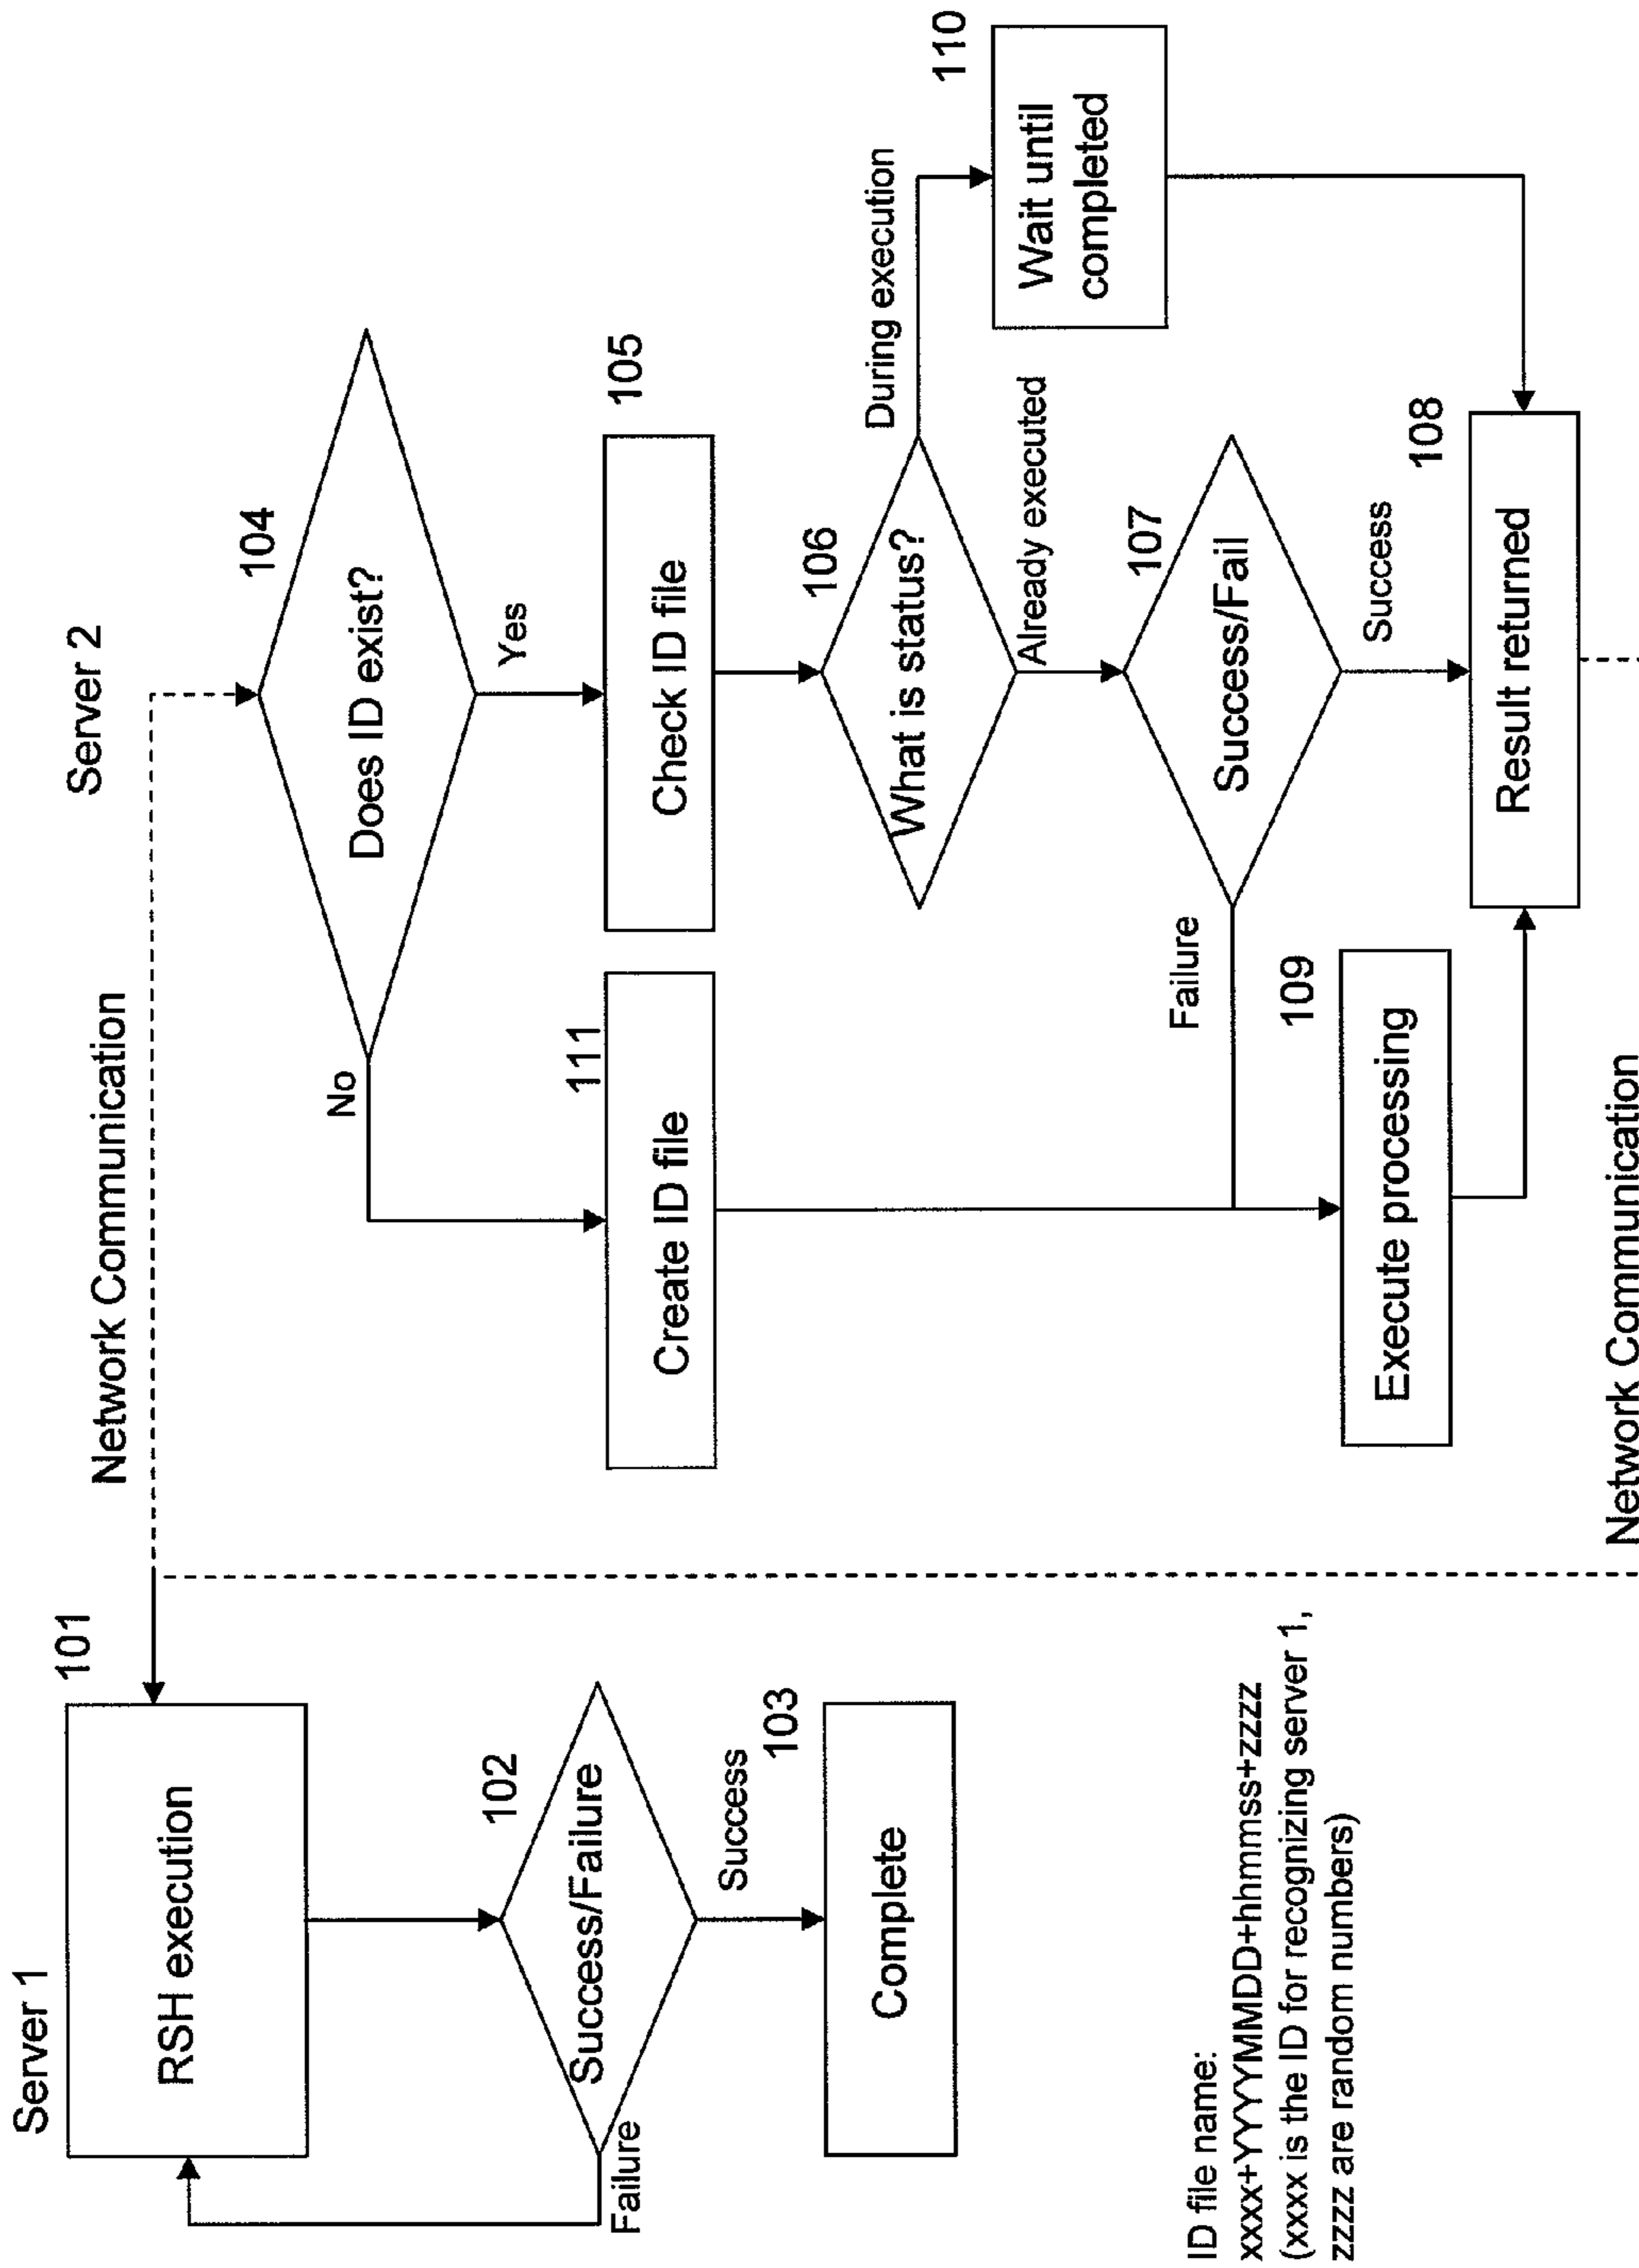 Server 1
101
RSH execution
102
Success/Failure
Failure
Success
103
Complete
ID file name:
xxxx+YYYYMMDD+hhmmss+zzzz
(xxxx is the ID for recognizing server 1,
zzzz are random numbers)
Network Communication
Server 2
104
Does ID exist?
No
Yes
111
Create ID file
105
Check ID file
106
What is status?
During execution
Already executed
110
Wait until
completed
107
Success/Fail
Failure
Success
109
Execute processing
108
Result returned
Network Communication